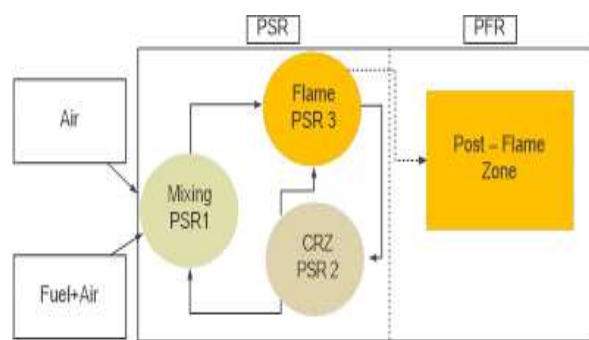 PSR
PFR
Air
Flame
PSR 3
Post – Flame
Zone
Mixing
PSR1
CRZ
PSR 2
Fuel+Air